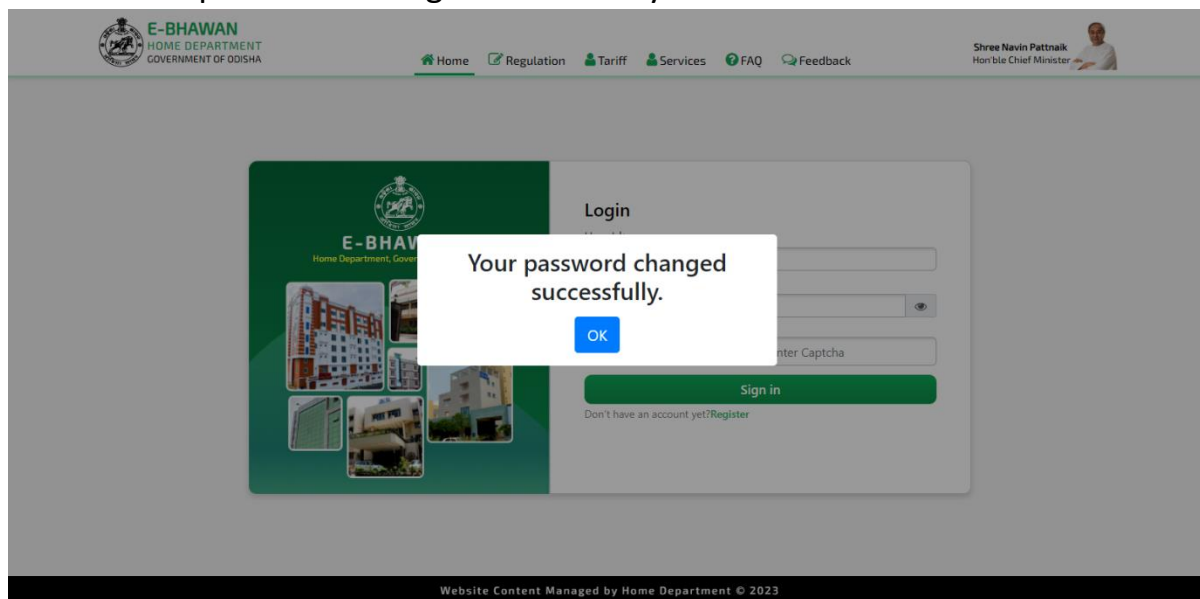 E-BHAWAN
HOME DEPARTMENT
GOVERNMENT OF ODISHA
Home Regulation Tariff Services FAQ Feedback
Shree Navin Pattnaik
Hon'ble Chief Minister
E-BHAW
Home Department, Gover
Login
Your password changed
successfully.
OK
nter Captcha
Sign in
Don't have an account yet?Register
Website Content Managed by Home Department © 2023